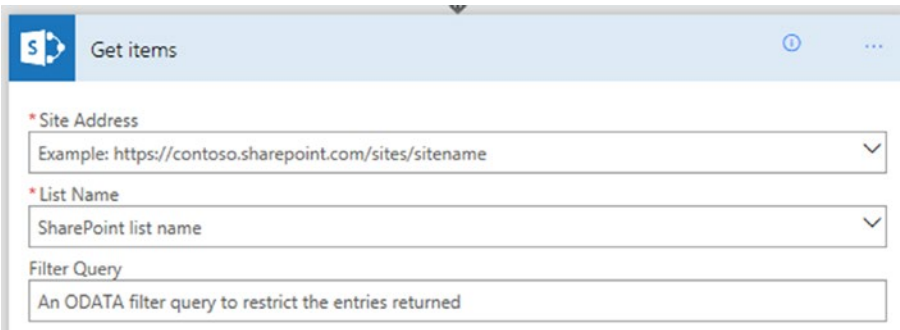 S
Get items
* Site Address
Example: https://contoso.sharepoint.com/sites/sitename
* List Name
SharePoint list name
Filter Query
An ODATA filter query to restrict the entries returned